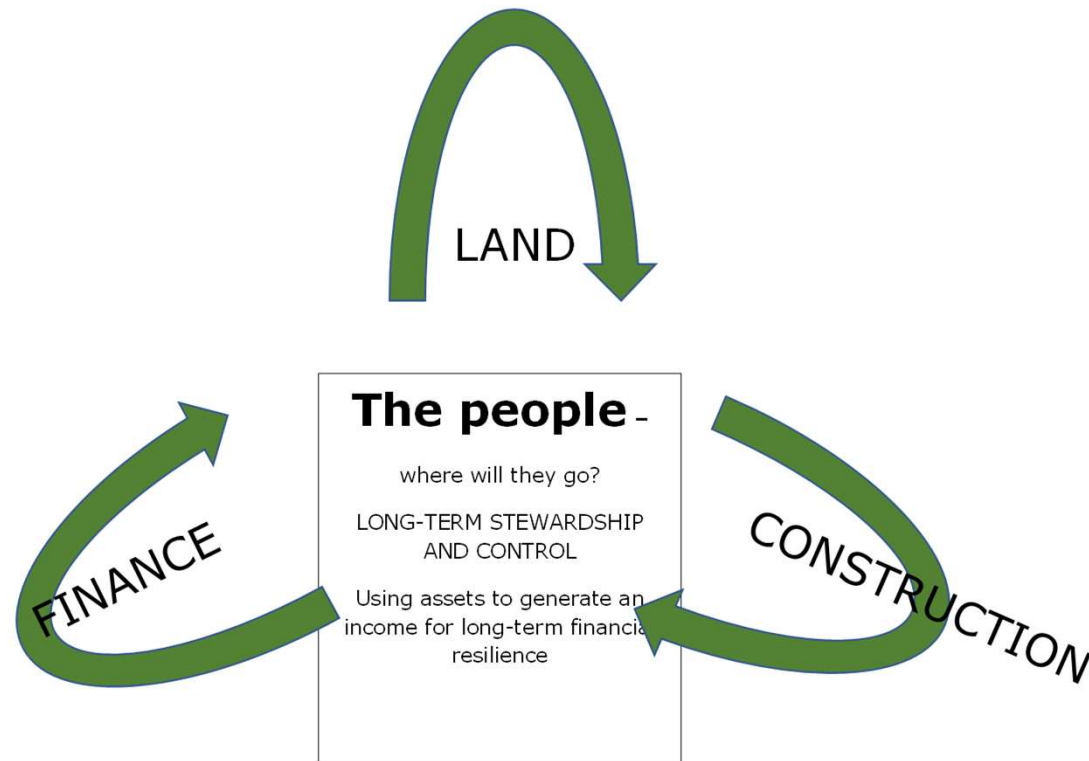 LAND
The people –
where will they go?
LONG-TERM STEWARDSHIP
AND CONTROL
Using assets to generate an
income for long-term financia
resilience
FINANCE
CONSTRUCTION